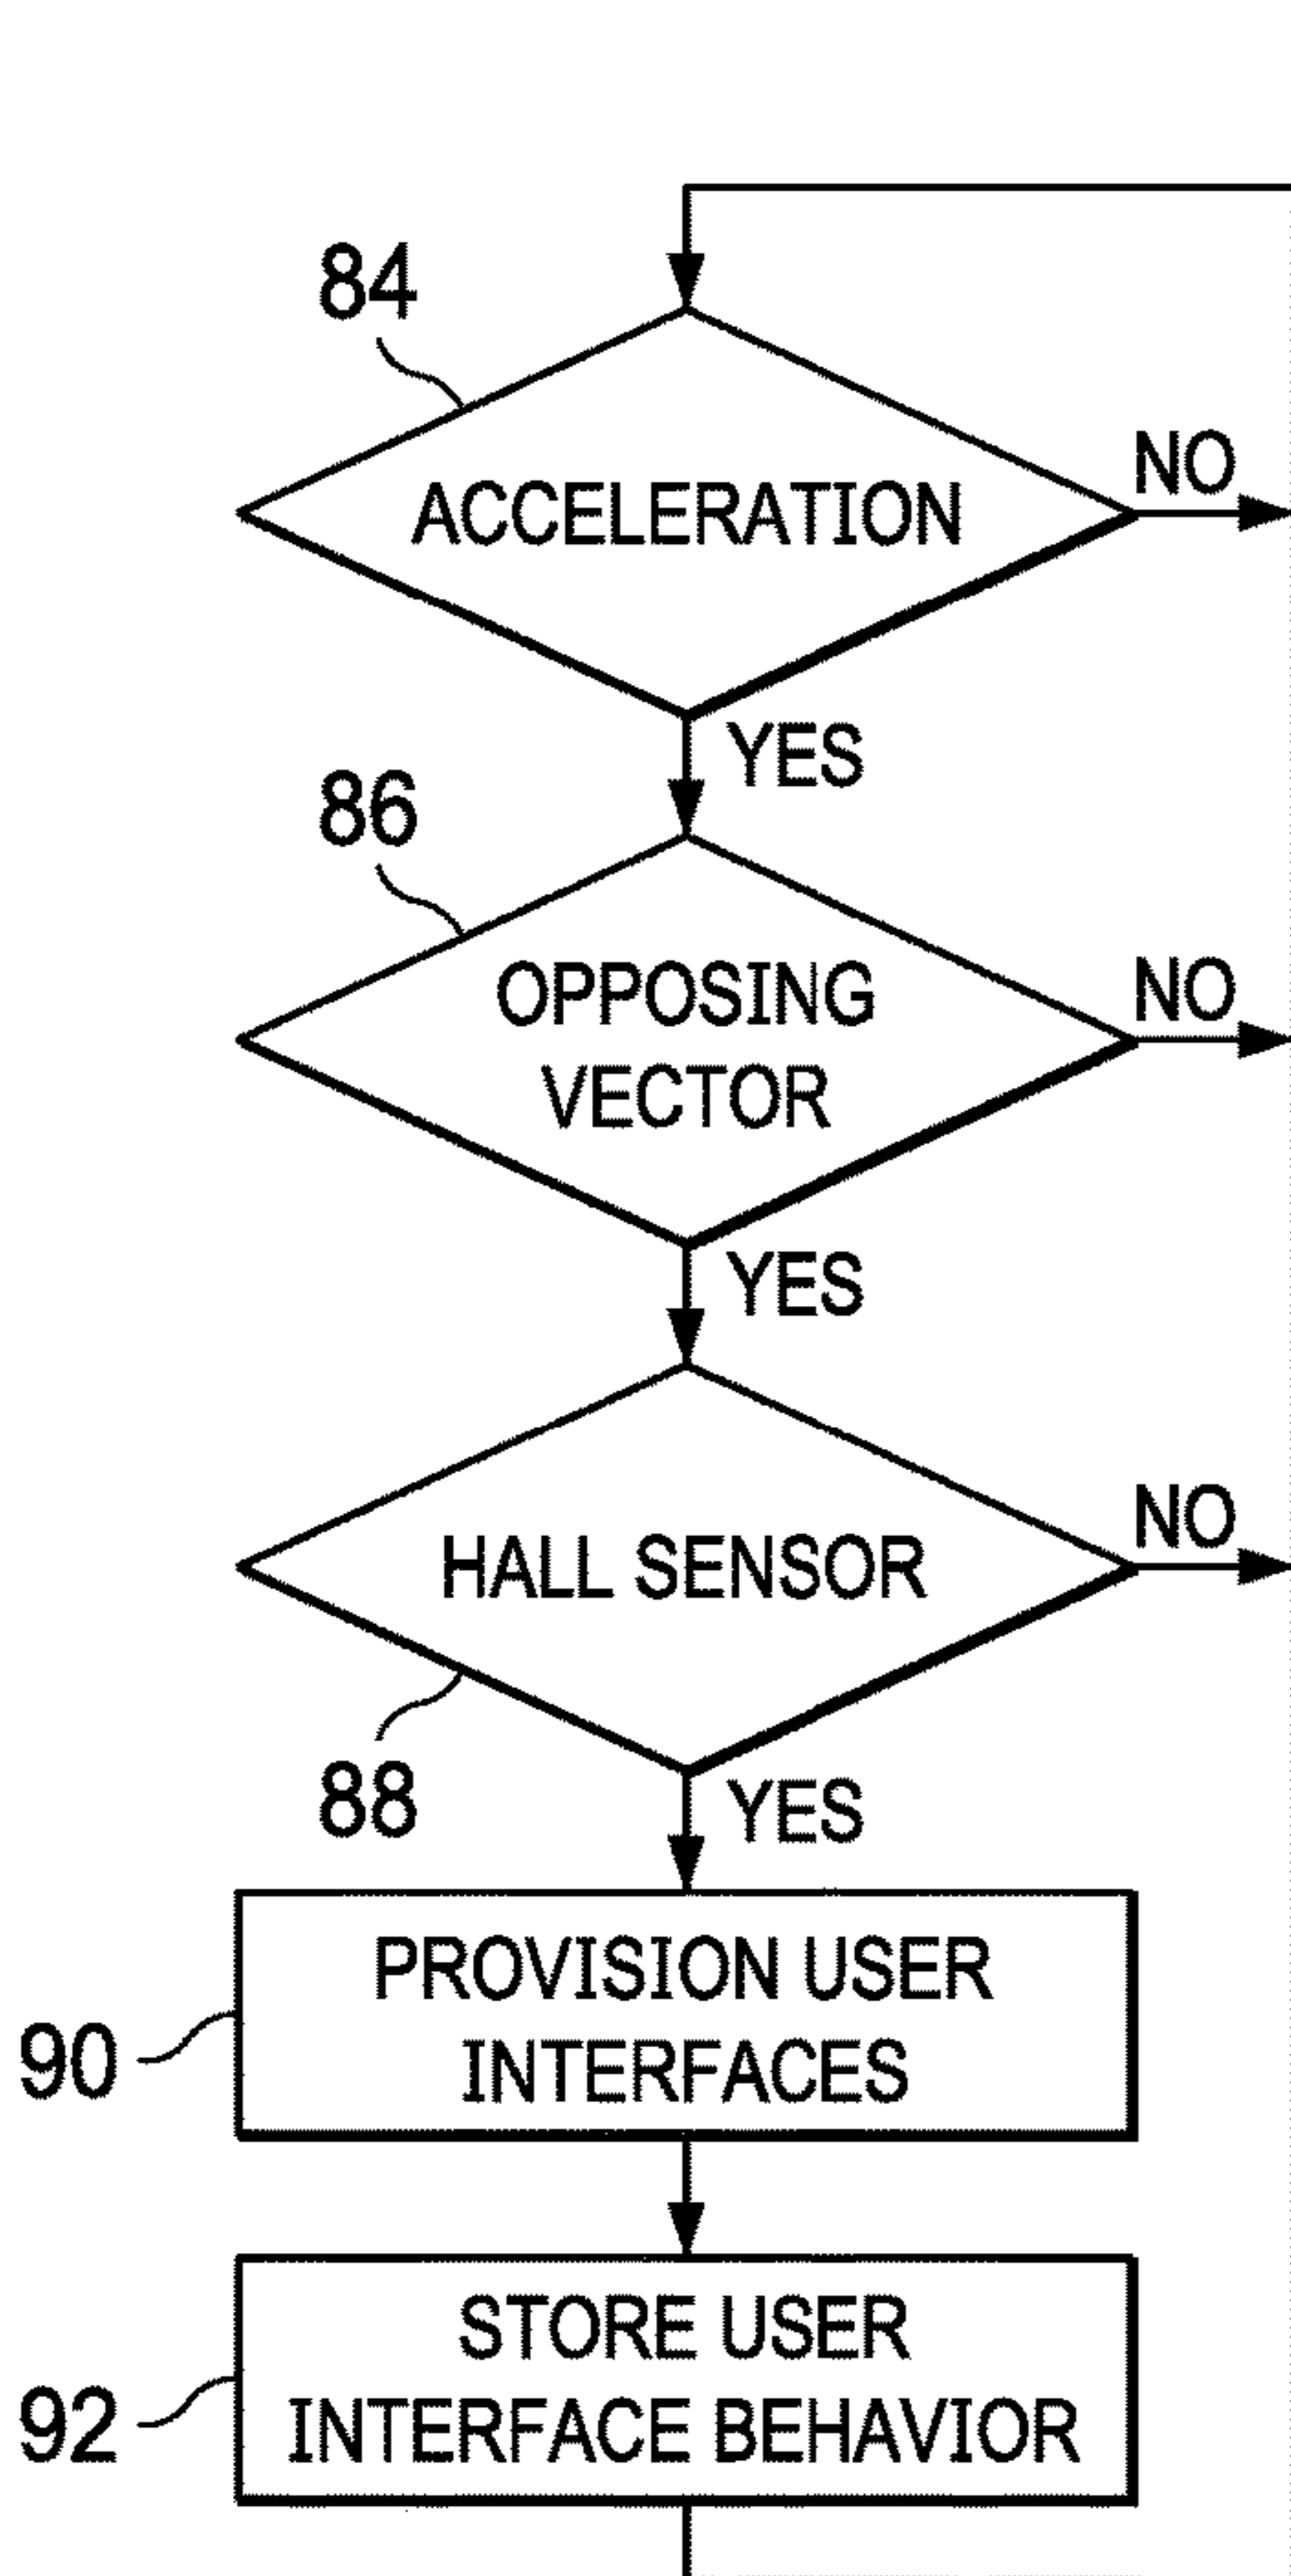 84
ACCELERATION
NO
YES
86
OPPOSING
VECTOR
NO
YES
HALL SENSOR
NO
88
YES
PROVISION USER
INTERFACES
90
STORE USER
INTERFACE BEHAVIOR
92